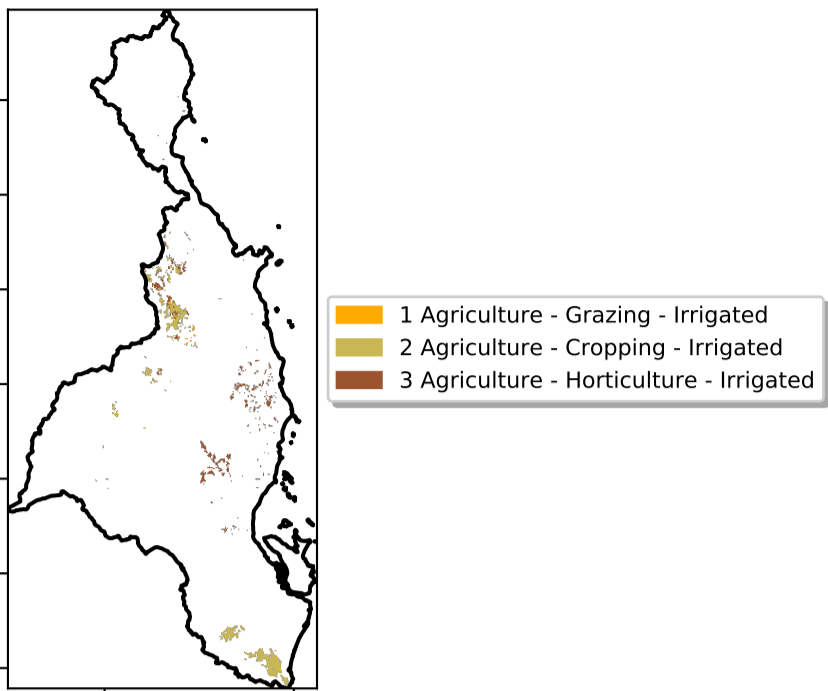 1 Agriculture - Grazing - Irrigated
2 Agriculture - Cropping - Irrigated
3 Agriculture - Horticulture - Irrigated